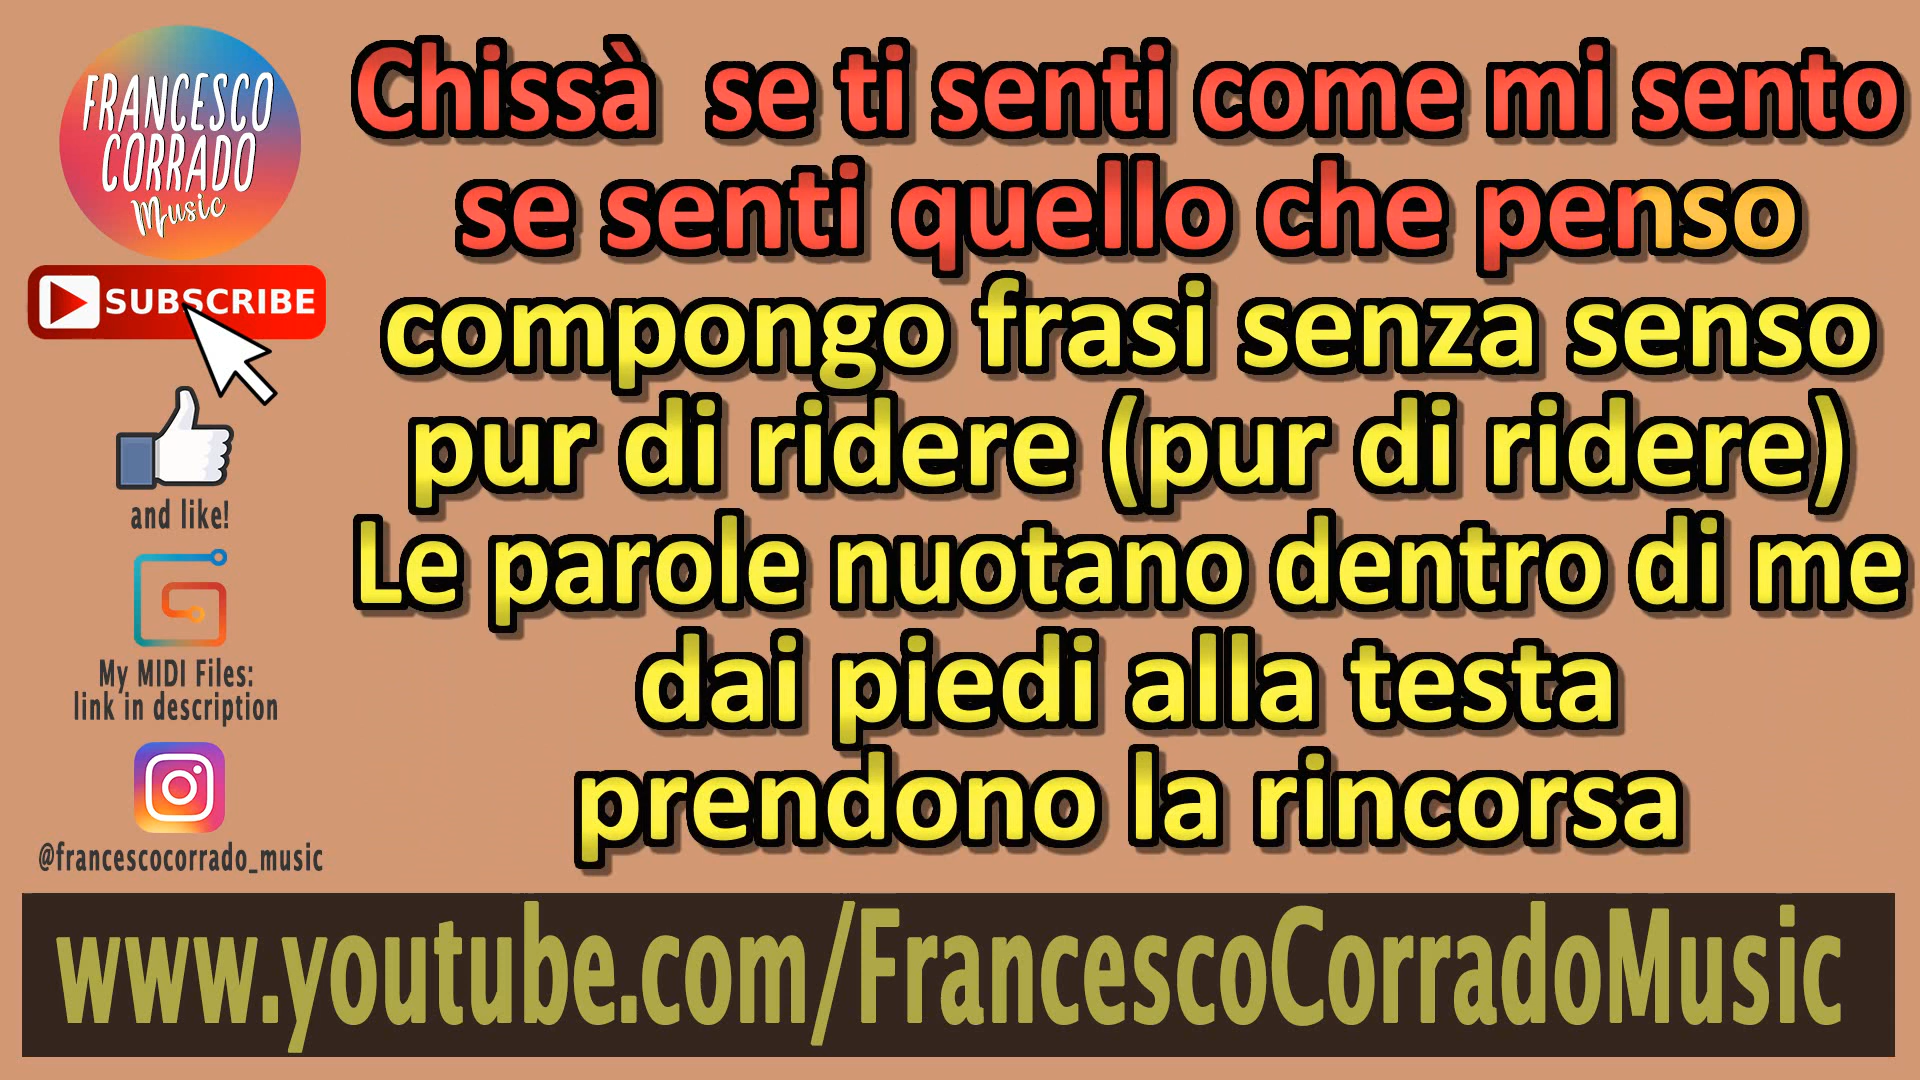 FRANCESCO
CORRADO
Music
SUBSCRIBE
and like!
My MIDI Files:
link in description
@francescocorrado_music
Chissà se ti senti come mi sento
se senti quello che penso
compongo frasi senza senso
pur di ridere (pur di ridere)
Le parole nuotano dentro di me
dai piedi alla testa
prendono la rincorsa
www.youtube.com/FrancescoCorradoMusic